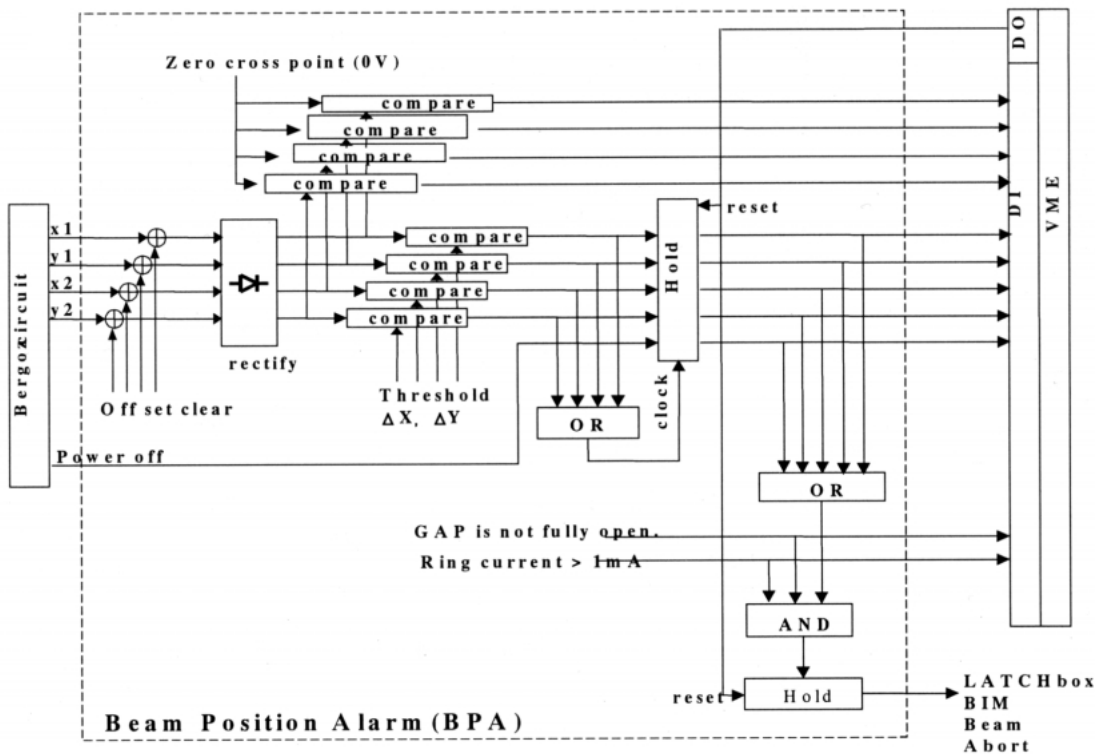 DO
Zero cross point (0V)
compare
compare
compare
compare
DI
VME
reset
Bergozcircuit
x1
y1
x2
y2
compare
compare
compare
compare
Hold
rectify
Off set clear
Threshold
ΔX, ΔY
OR
clock
Power off
OR
GAP is not fully open.
Ring current > 1mA
AND
reset
Hold
LATCHbox
BIM
Beam
Abort
Beam Position Alarm (BPA)